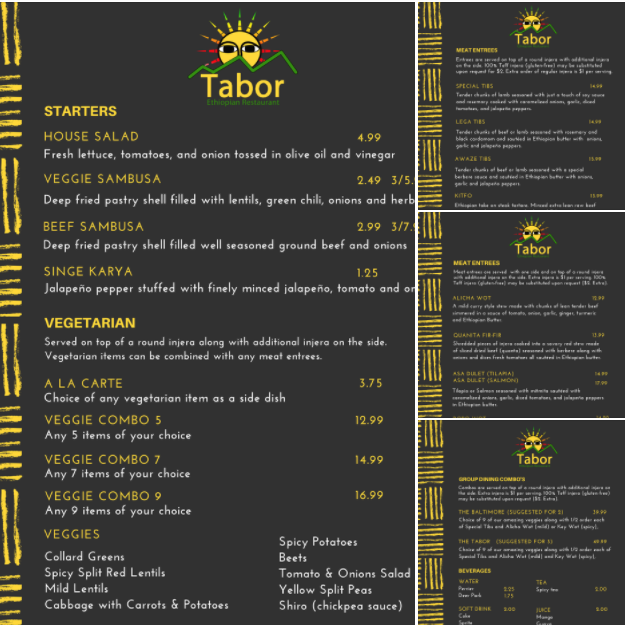 Tabor
Ethiopian Restaurant
STARTERS
HOUSE SALAD 4.99
Fresh lettuce, tomatoes, and onion tossed in olive oil and vinegar
VEGGIE SAMBUSA 2.49 3/5.
Deep fried pastry shell filled with lentils, green chili, onions and herb
BEEF SAMBUSA 2.99 3/7.9
Deep fried pastry shell filled well seasoned ground beef and onions
SINGE KARYA 1.25
Jalapeño pepper stuffed with finely minced jalapeño, tomato and on
VEGETARIAN
Served on top of a round injera along with additional injera on the side.
Vegetarian items can be combined with any meat entrees.
A LA CARTE 3.75
Choice of any vegetarian item as a side dish
VEGGIE COMBO 5 12.99
Any 5 items of your choice
VEGGIE COMBO 7 14.99
Any 7 items of your choice
VEGGIE COMBO 9 16.99
Any 9 items of your choice
VEGGIES
Collard Greens
Spicy Split Red Lentils
Mild Lentils
Cabbage with Carrots & Potatoes
Spicy Potatoes
Beets
Tomato & Onions Salad
Yellow Split Peas
Shiro (chickpea sauce)
Tabor
MEAT ENTREES
Entrees are served on top of a round injera with additional injera
on the side. 100% Teff injera (gluten-free) may be substituted
upon request for $2. Extra order of regular injera is $1 per serving.
SPECIAL TIBS 14.99
Tender chunks of lamb seasoned with just a touch of soy sauce
and rosemary cooked with caramelized onions, garlic, diced
tomatoes, and jalapeño peppers.
LEGA TIBS 14.99
Tender chunks of lamb seasoned with rosemary and
black cardomom and sautéed in Ethiopian butter with onions,
garlic and jalapeño peppers
AWAZE TIBS 13.99
Tender chunks of beef or lamb seasoned with a special
berbere sauce and sautéed in Ethiopian butter with onions,
garlic and jalapeño peppers.
KITFO 13.99
Ethiopian take on steak tartare. Minced extra lean raw beef
Tabor
MEAT ENTREES
Meat entrees are served with one side and on top of a round injera
with additional injera on the side. Extra injera is $1 per serving. 100%
Teff injera (gluten-free) may be substituted upon request ($2. Extra).
ALICHA WOT 12.99
A mild curry style stew made with chunks of lean tender beef
simmered in a sauce of tomato, onion, garlic, ginger, turmeric
and Ethiopian Butter.
QUANTA FIR-FIR 13.99
Shredded pieces of injera cooked into a savory red stew made
of sliced dried beef (quanta) seasoned with berbere along with
onions and diced fresh tomatoes all sautéed in Ethiopian butter.
ASA DULET (TILAPIA) 14.99
ASA DULET (SALMON) 17.99
Tilapia or Salmon seasoned with mitmita sautéed with
caramelized onions, garlic, diced tomatoes, and jalapeño peppers
in Ethiopian butter.
Tabor
GROUP DINING COMBO'S
Combos are served on top of a round injera with additional injera on
the side. Extra injera is $1 per serving. 100% Teff injera (gluten-free)
may be substituted upon request ($2. Extra).
THE BALTIMORE (SUGGESTED FOR 2) 39.99
Choice of 9 of our amazing veggies along with 1/2 order each
of Special Tibs and Alicha Wot (mild) or Key Wot (spicy),
THE TABOR (SUGGESTED FOR 3) 49.99
Choice of 9 of our amazing veggies along with 1/2 order each of
Special Tibs and Alicha Wot (mild) or Kay Wot (spicy),
BEVERAGES
WATER
Perrier 2.25
Deer Park 1.75
TEA
Spicy tea 2.00
SOFT DRINK 2.00
Coke
Sprite
JUICE 3.00
Mango
Guava